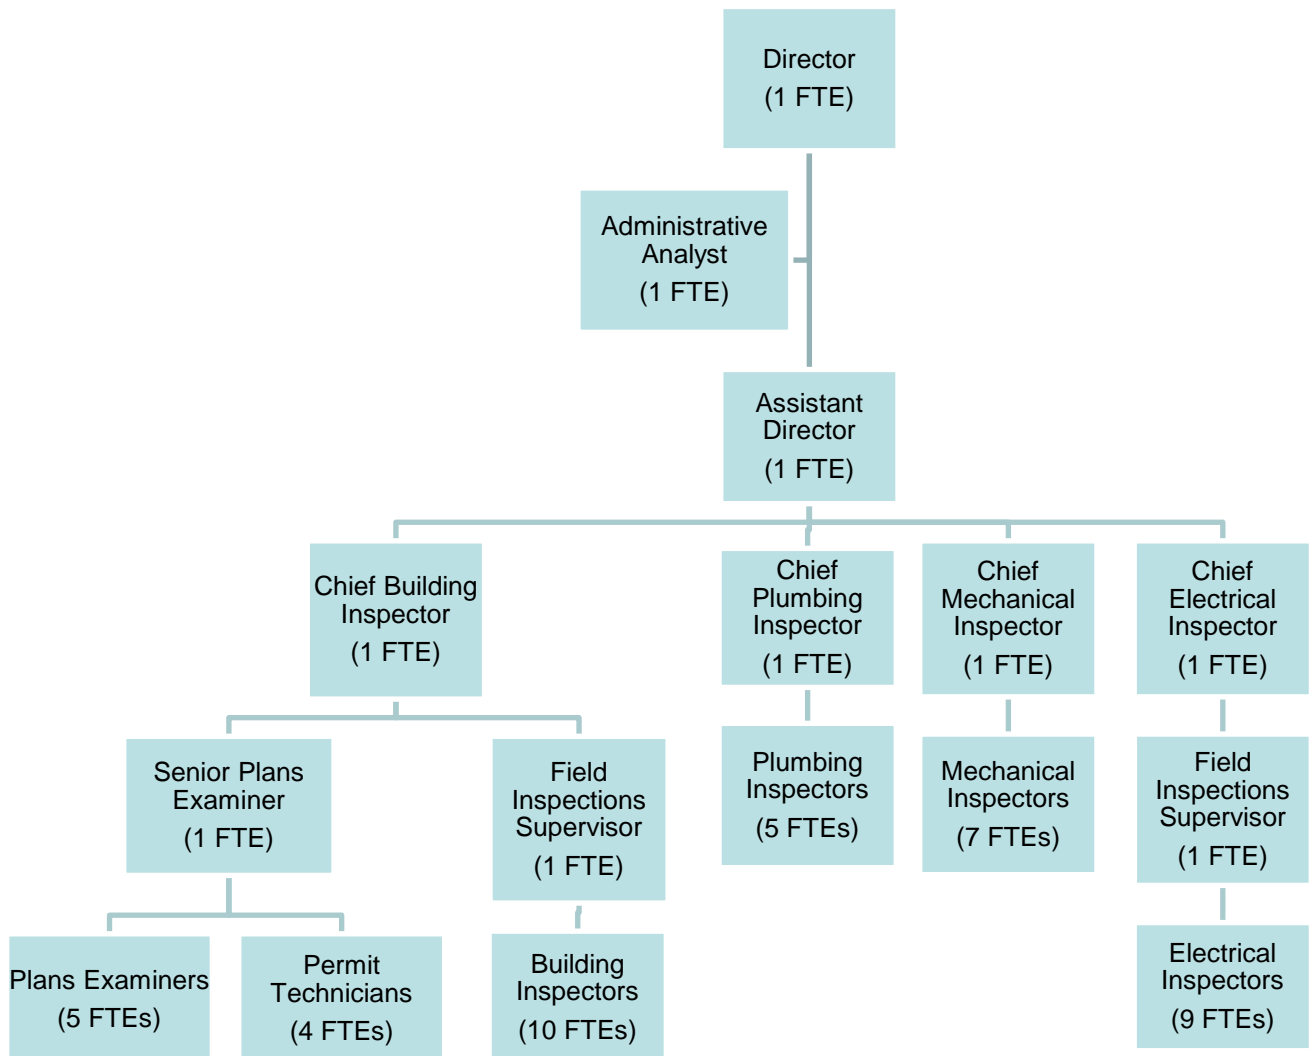 Director
(1 FTE)
Administrative
Analyst
(1 FTE)
Assistant
Director
(1 FTE)
Chief Building
Inspector
(1 FTE)
Chief
Plumbing
Inspector
(1 FTE)
Chief
Mechanical
Inspector
(1 FTE)
Chief
Electrical
Inspector
(1 FTE)
Senior Plans
Examiner
(1 FTE)
Field
Inspections
Supervisor
(1 FTE)
Plumbing
Inspectors
(5 FTEs)
Mechanical
Inspectors
(7 FTEs)
Field
Inspections
Supervisor
(1 FTE)
Plans Examiners
(5 FTEs)
Permit
Technicians
(4 FTEs)
Building
Inspectors
(10 FTEs)
Electrical
Inspectors
(9 FTEs)